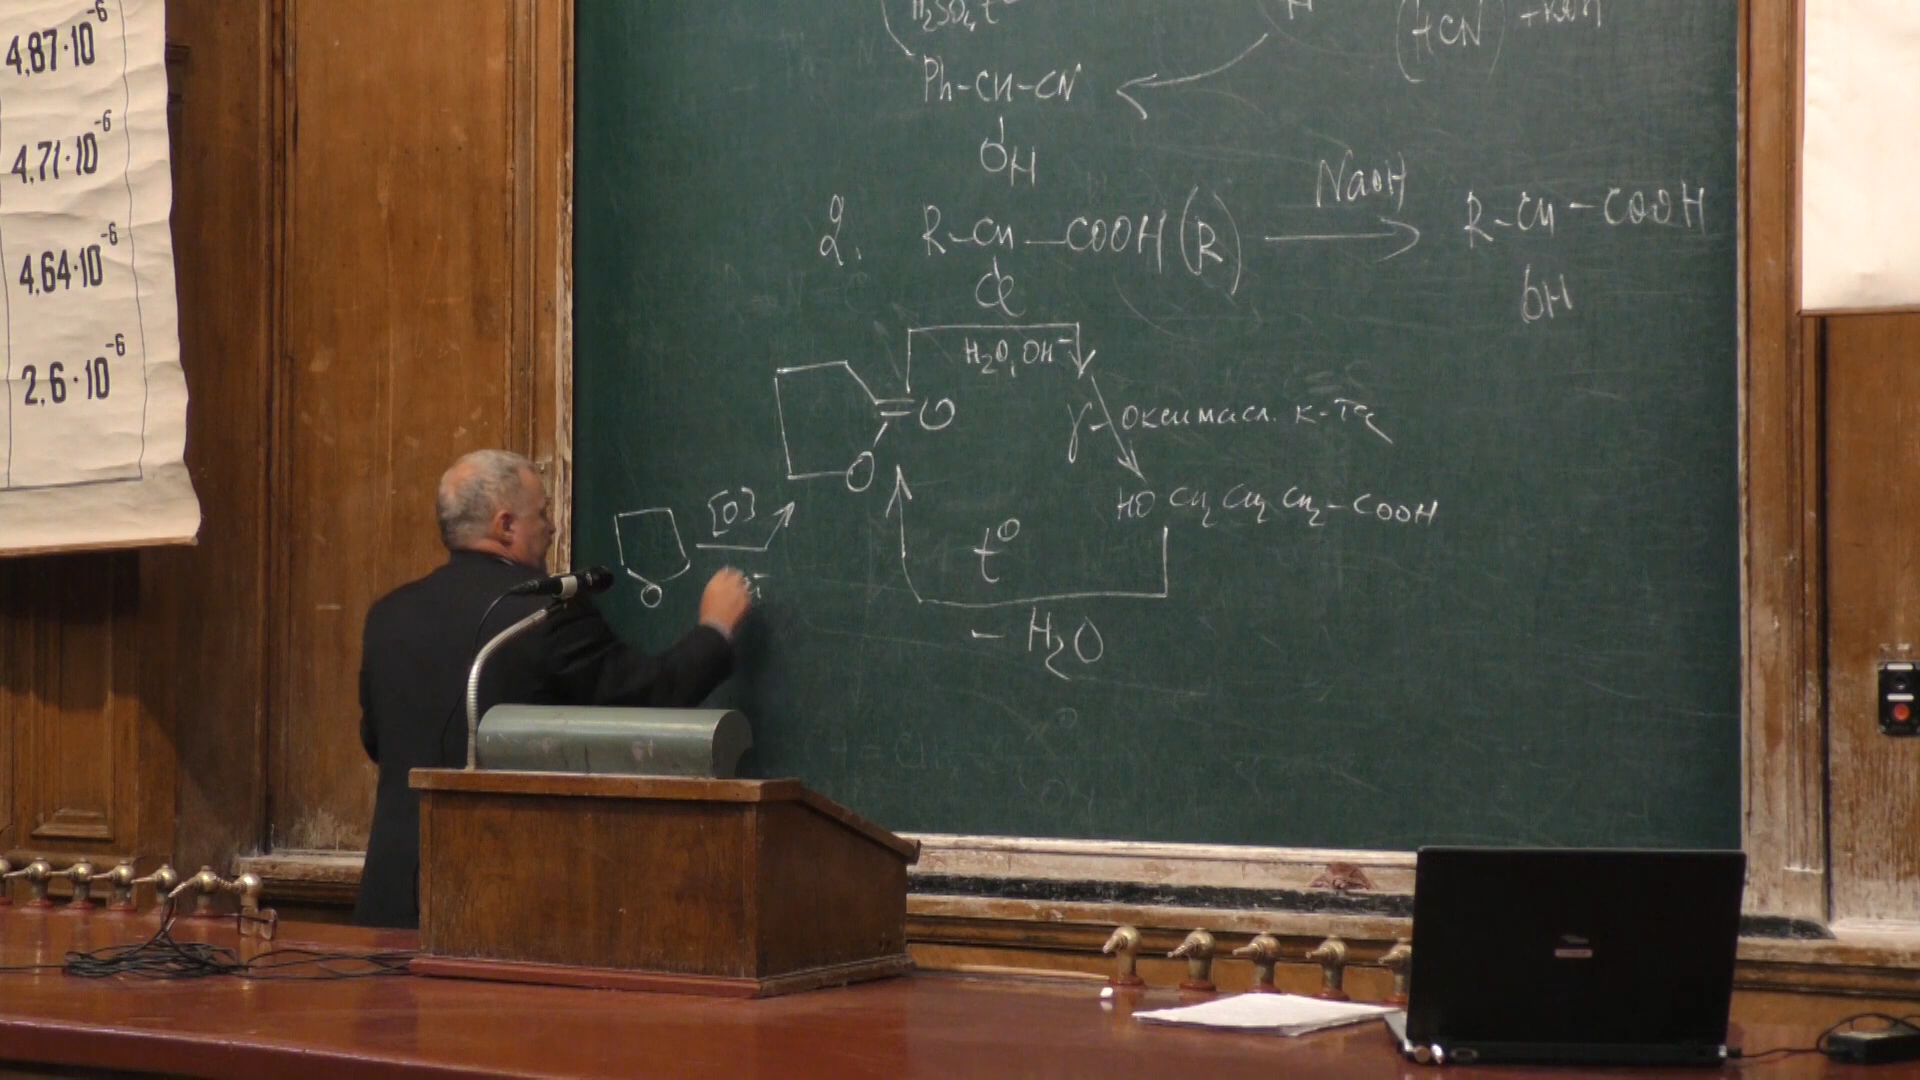 4,87·10⁻⁶
4,71·10⁻⁶
4,64·10⁻⁶
2,6·10⁻⁶
H₂SO₄, t°
H
(HCN)
Ph-CH-CN
OH
2. R-CH-COOH(R) NaOH R-CH-COOH
Cl OH
H₂O, OH⁻
=O
γ-оксимасл. к-та
O
[O] HO CH₂ CH₂ CH₂-COOH
t°
O
- H₂O